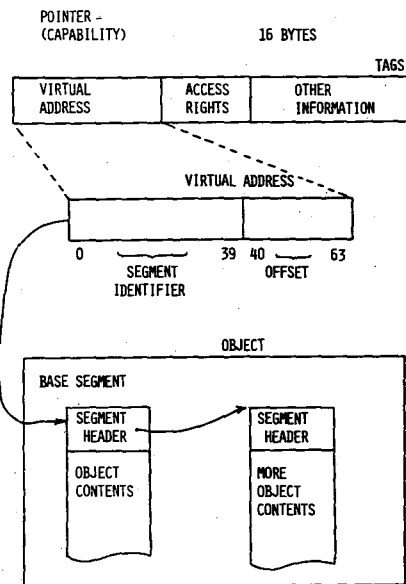 POINTER -
(CAPABILITY) 16 BYTES
TAGS
VIRTUAL ADDRESS
ACCESS RIGHTS
OTHER INFORMATION
VIRTUAL ADDRESS
0 39 40 63
SEGMENT IDENTIFIER
OFFSET
OBJECT
BASE SEGMENT
SEGMENT HEADER
OBJECT CONTENTS
SEGMENT HEADER
MORE OBJECT CONTENTS